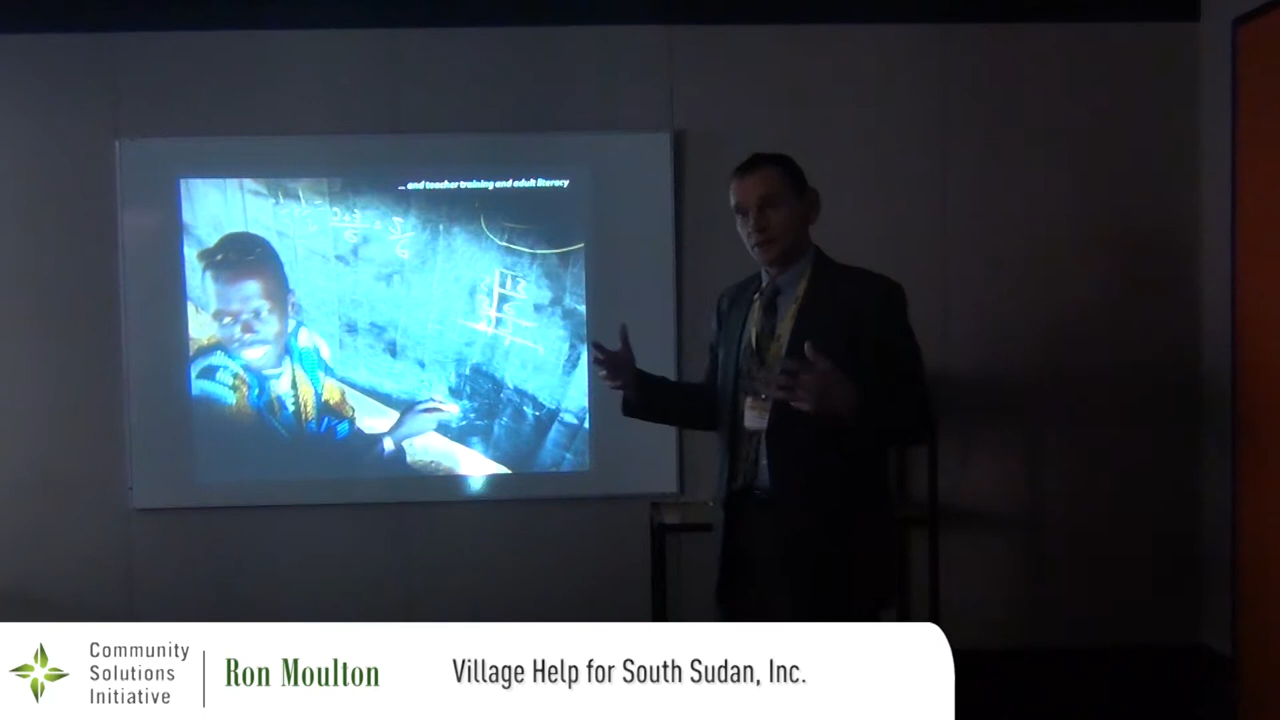 ... and teacher training and adult literacy
Community
Solutions
Initiative
Ron Moulton
Village Help for South Sudan, Inc.